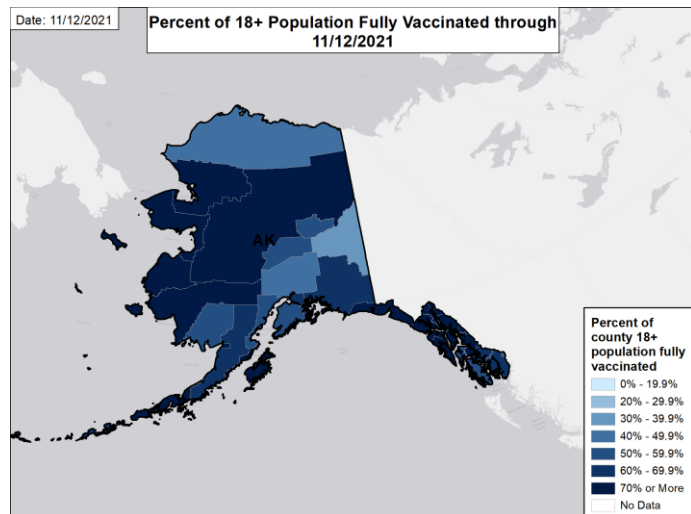 Date: 11/12/2021
Percent of 18+ Population Fully Vaccinated through
11/12/2021
AK
Percent of
county 18+
population fully
vaccinated
0% - 19.9%
20% - 29.9%
30% - 39.9%
40% - 49.9%
50% - 59.9%
60% - 69.9%
70% or More
No Data